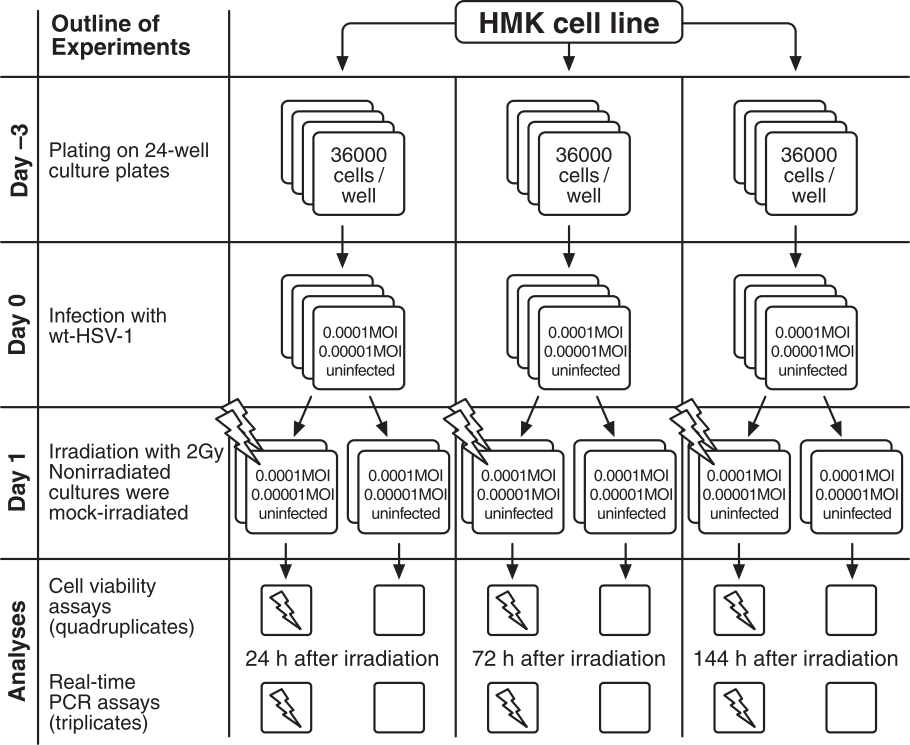 Outline of
Experiments
HMK cell line
Day –3
Plating on 24-well
culture plates
36000
cells /
well
36000
cells /
well
36000
cells /
well
Day 0
Infection with
wt-HSV-1
0.0001MOI
0.00001MOI
uninfected
0.0001MOI
0.00001MOI
uninfected
0.0001MOI
0.00001MOI
uninfected
Day 1
Irradiation with 2Gy
Nonirradiated
cultures were
mock-irradiated
0.0001MOI
0.00001MOI
uninfected
0.0001MOI
0.00001MOI
uninfected
0.0001MOI
0.00001MOI
uninfected
0.0001MOI
0.00001MOI
uninfected
0.0001MOI
0.00001MOI
uninfected
0.0001MOI
0.00001MOI
uninfected
Analyses
Cell viability
assays
(quadruplicates)
24 h after irradiation
72 h after irradiation
144 h after irradiation
Real-time
PCR assays
(triplicates)